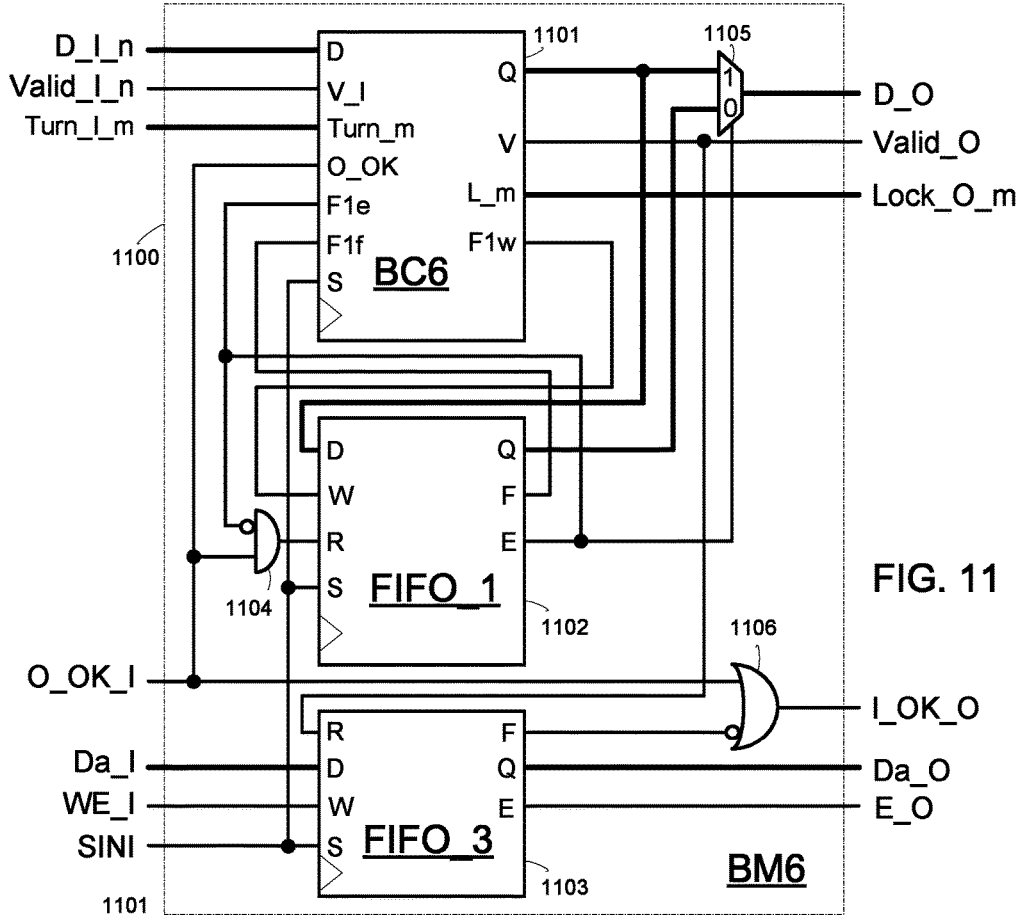 D_I_n
Valid_I_n
Turn_I_m
1100
D
V_I
Turn_m
O_OK
F1e
F1f
S
BC6
Q
V
L_m
F1w
1101
1105
1
0
D_O
Valid_O
Lock_O_m
D
W
R
S
FIFO_1
Q
F
E
1102
1104
FIG. 11
1106
O_OK_I
Da_I
WE_I
SINI
1101
R
D
W
S
FIFO_3
F
Q
E
1103
I_OK_O
Da_O
E_O
BM6